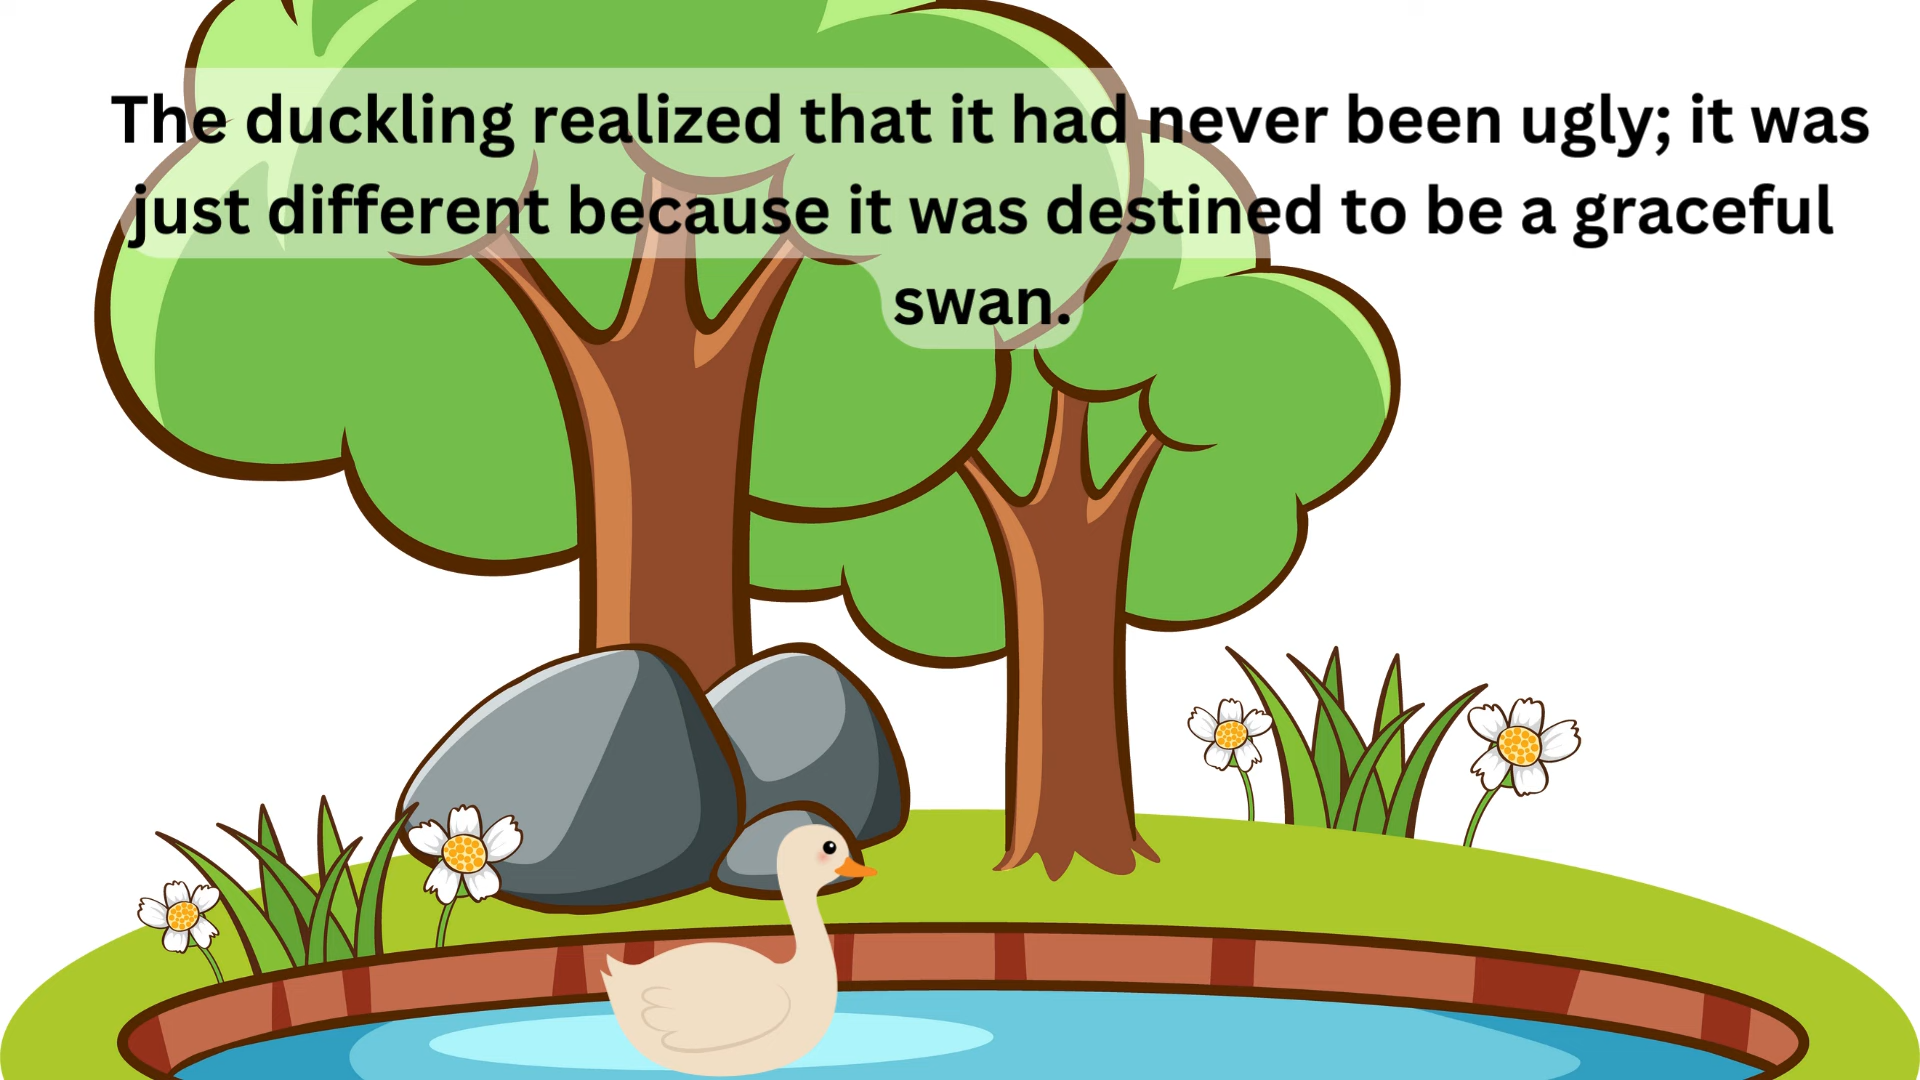 The duckling realized that it had never been ugly; it was
just different because it was destined to be a graceful
swan.